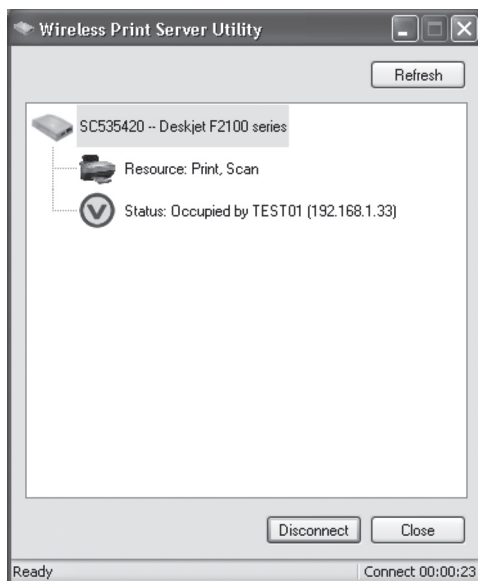 Wireless Print Server Utility
Refresh
SC535420 -- Deskjet F2100 series
Resource: Print, Scan
Status: Occupied by TEST01 (192.168.1.33)
Disconnect Close
Ready Connect 00:00:23